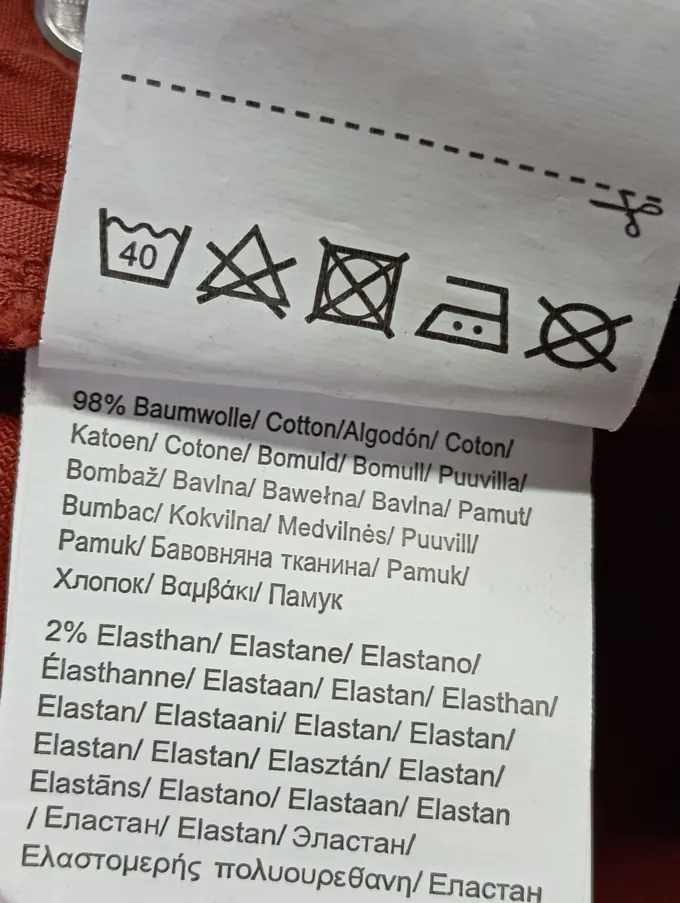 40
98% Baumwolle/ Cotton/Algodón/ Coton/
Katoen/ Cotone/ Bomuld/ Bomull/ Puuvilla/
Bombaž/ Bavlna/ Bawełna/ Bavlna/ Pamut/
Bumbac/ Kokvilna/ Medvilnės/ Puuvill/
Pamuk/ Бавовняна тканина/ Pamuk/
Хлопок/ Βαμβάκι/ Памук
2% Elasthan/ Elastane/ Elastano/
Élasthanne/ Elastaan/ Elastan/ Elasthan/
Elastan/ Elastaani/ Elastan/ Elastan/
Elastan/ Elastan/ Elasztán/ Elastan/
Elastāns/ Elastano/ Elastaan/ Elastan
/ Еластан/ Elastan/ Эластан/
Ελαστομερής πολυουρεθανη/ Еластан